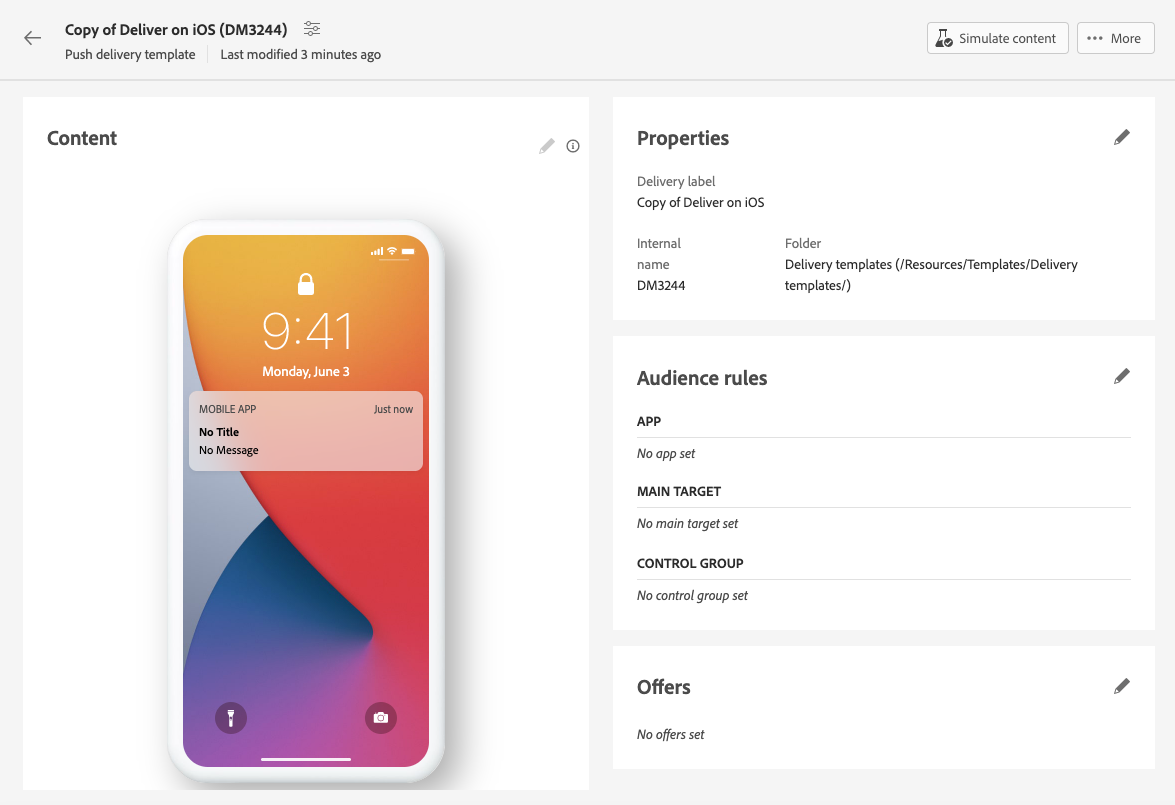 Copy of Deliver on iOS (DM3244)
Push delivery template
Last modified 3 minutes ago
Simulate content
More
Content
9:41
Monday, June 3
MOBILE APP
Just now
No Title
No Message
Properties
Delivery label
Copy of Deliver on iOS
Internal
name
DM3244
Folder
Delivery templates (/Resources/Templates/Delivery
templates/)
Audience rules
APP
No app set
MAIN TARGET
No main target set
CONTROL GROUP
No control group set
Offers
No offers set